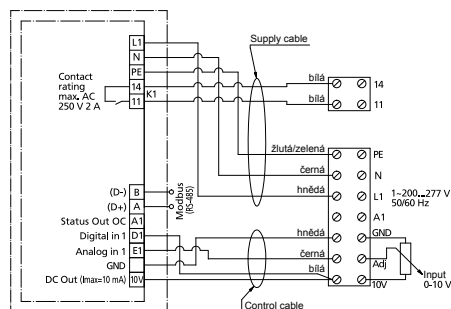 Supply cable
L1
N
PE
14
11
K1
Contact
rating
max. AC
250 V 2 A
bílá
bílá
14
11
žlutá/zelená
černá
hnědá
PE
N
L1
A1
1~200...277 V
50/60 Hz
(D-) B
(D+) A
Modbus
(RS-485)
Status Out OC A1
Digital in 1 D1
Analog in 1 E1
GND
DC Out (Imax=10 mA) 10V
hnědá
černá
bílá
GND
Adj
10V
Input
0-10 V
Control cable